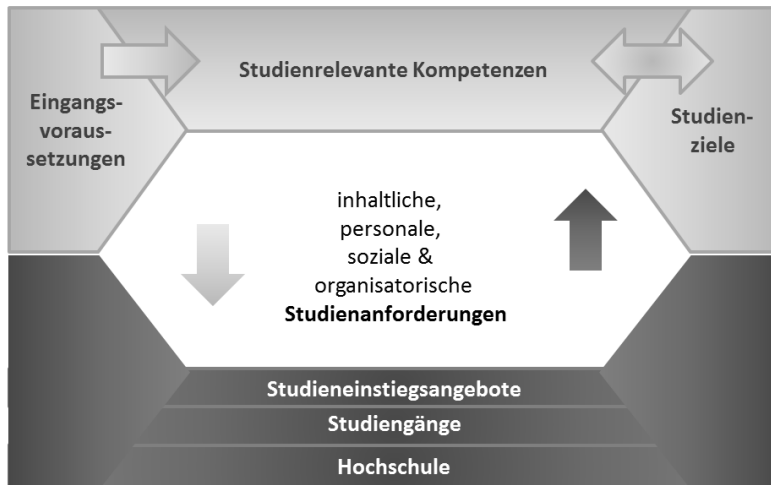 Studienrelevante Kompetenzen
Eingangs-
voraus-
setzungen
Studien-
ziele
inhaltliche,
personale,
soziale &
organisatorische
Studienanforderungen
Studieneinstiegsangebote
Studiengänge
Hochschule